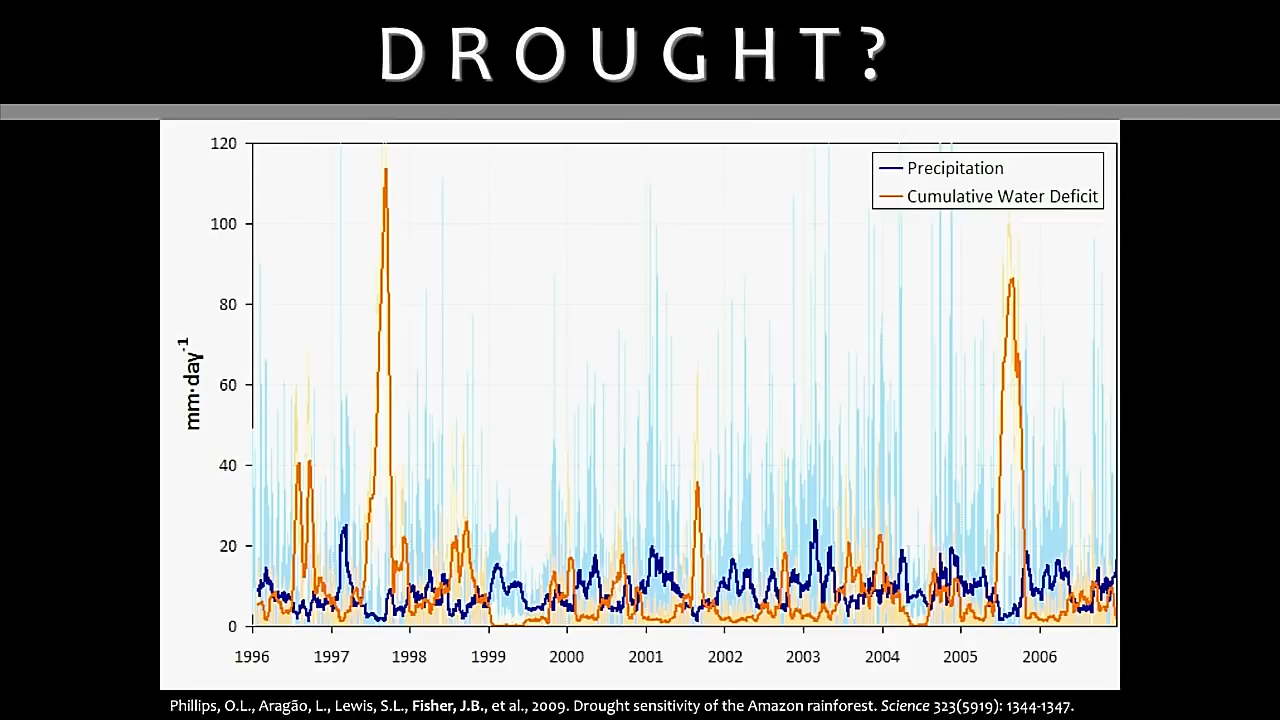 DROUGHT?
Precipitation
Cumulative Water Deficit
mm·day⁻¹
120
100
80
60
40
20
0
1996 1997 1998 1999 2000 2001 2002 2003 2004 2005 2006
Phillips, O.L., Aragão, L., Lewis, S.L., Fisher, J.B., et al., 2009. Drought sensitivity of the Amazon rainforest. Science 323(5919): 1344-1347.